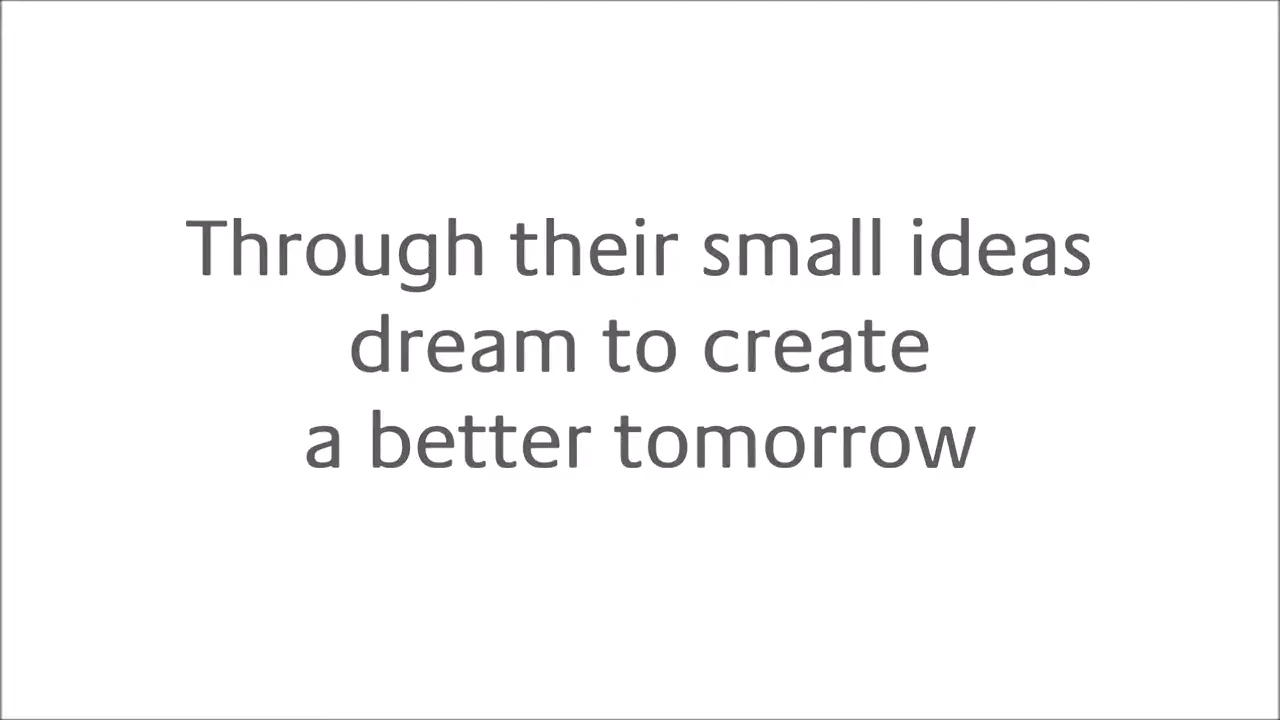 Through their small ideas
dream to create
a better tomorrow